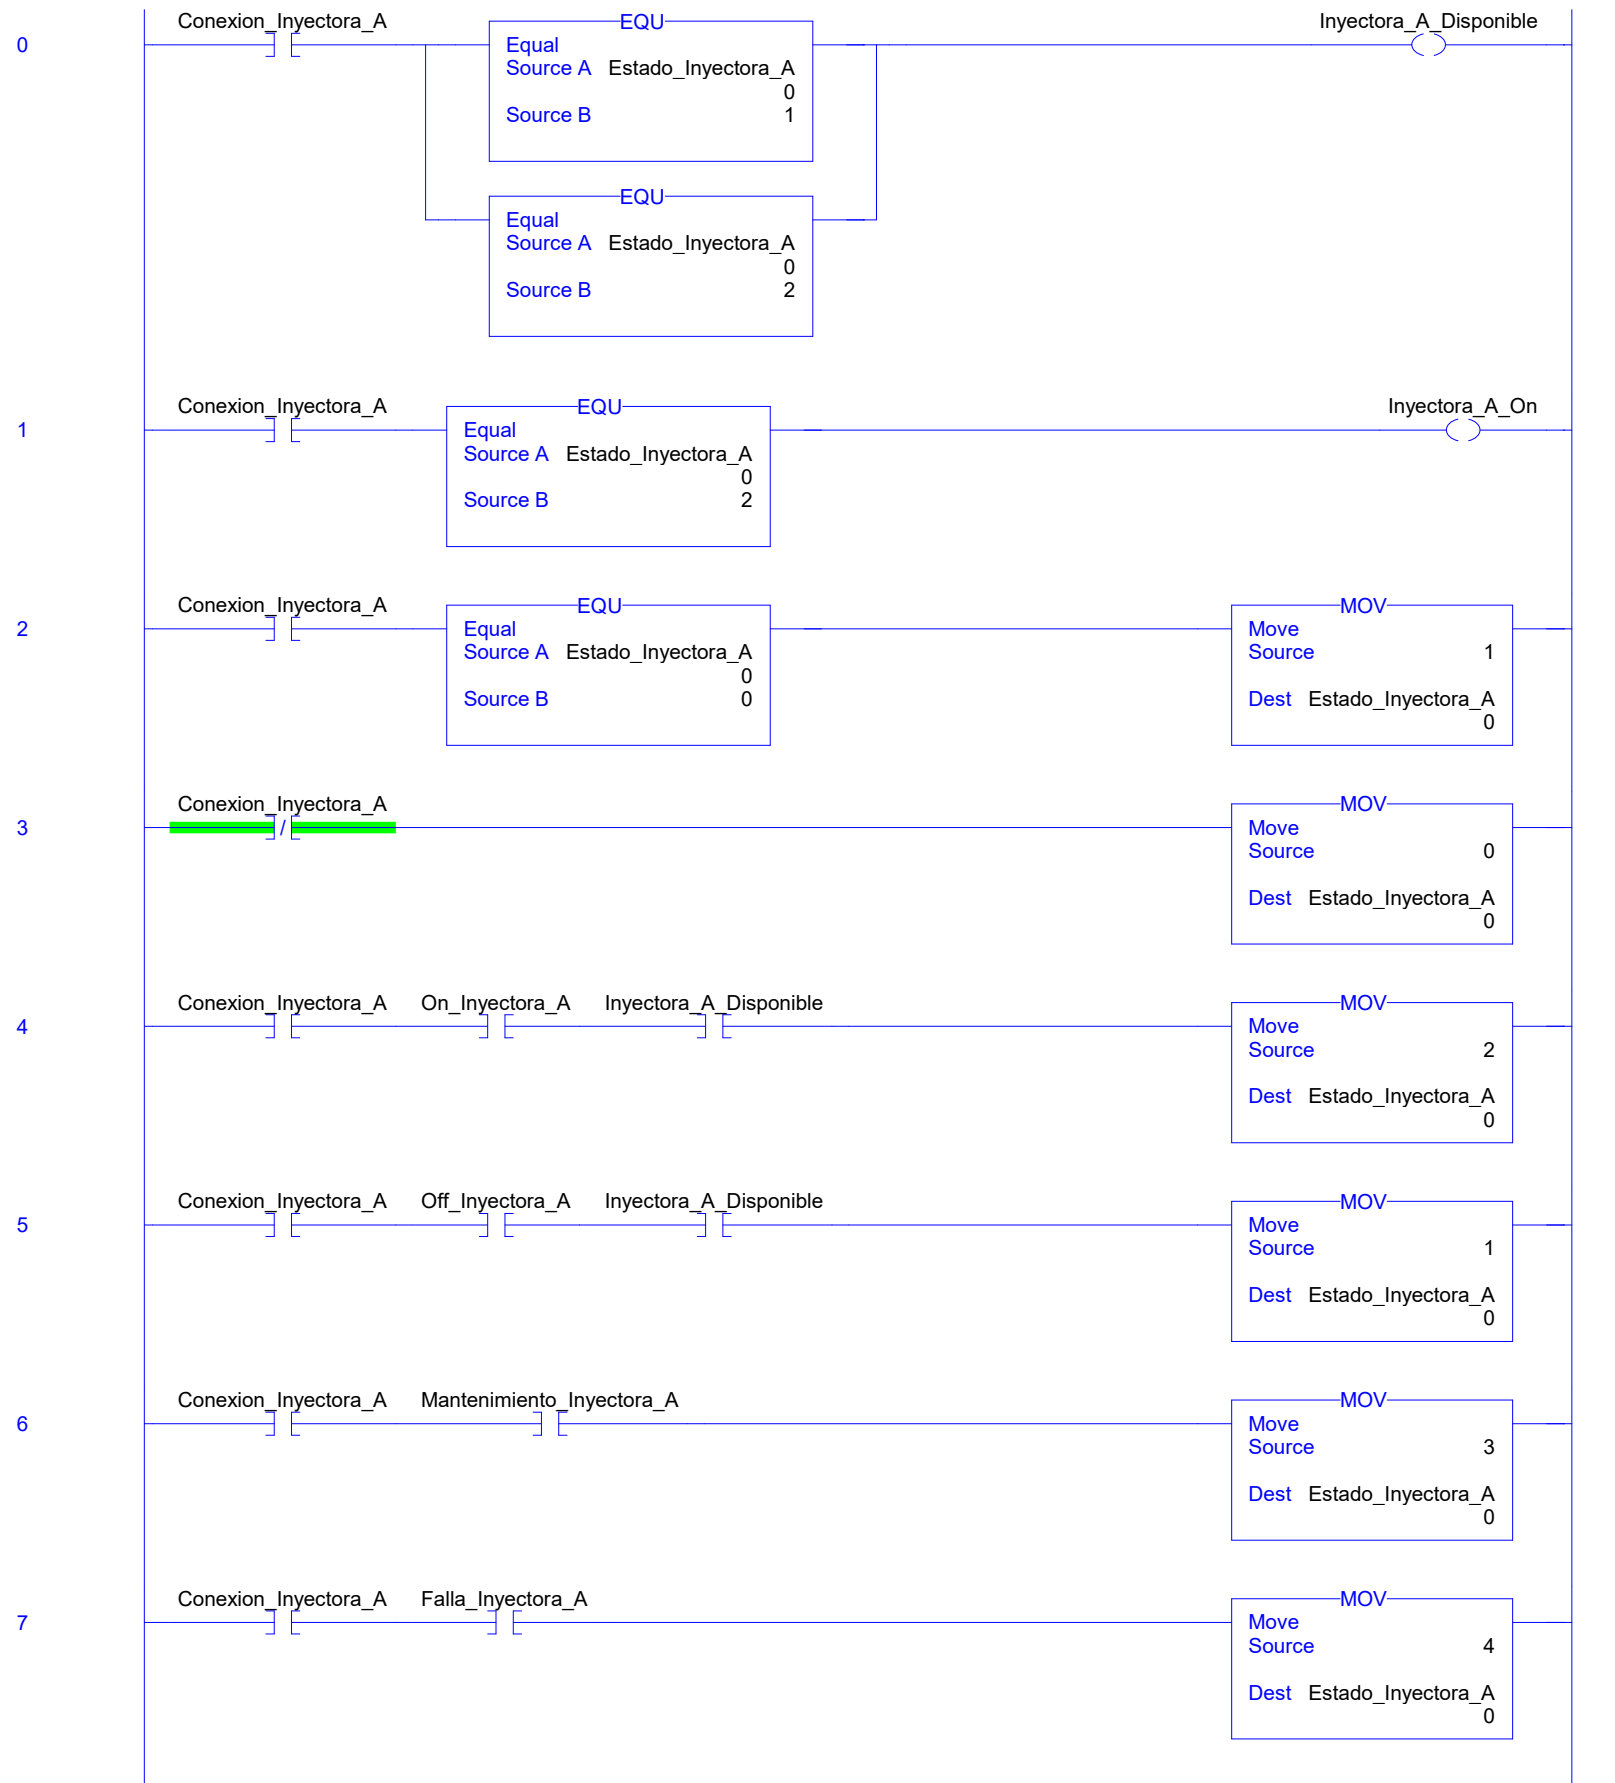 0
Conexion_Inyectora_A
EQU
Equal
Source A Estado_Inyectora_A
0
Source B 1
Inyectora_A_Disponible
EQU
Equal
Source A Estado_Inyectora_A
0
Source B 2
1
Conexion_Inyectora_A
EQU
Equal
Source A Estado_Inyectora_A
0
Source B 2
Inyectora_A_On
2
Conexion_Inyectora_A
EQU
Equal
Source A Estado_Inyectora_A
0
Source B 0
MOV
Move
Source 1
Dest Estado_Inyectora_A
0
3
Conexion_Inyectora_A
/
MOV
Move
Source 0
Dest Estado_Inyectora_A
0
4
Conexion_Inyectora_A On_Inyectora_A Inyectora_A_Disponible
MOV
Move
Source 2
Dest Estado_Inyectora_A
0
5
Conexion_Inyectora_A Off_Inyectora_A Inyectora_A_Disponible
MOV
Move
Source 1
Dest Estado_Inyectora_A
0
6
Conexion_Inyectora_A Mantenimiento_Inyectora_A
MOV
Move
Source 3
Dest Estado_Inyectora_A
0
7
Conexion_Inyectora_A Falla_Inyectora_A
MOV
Move
Source 4
Dest Estado_Inyectora_A
0